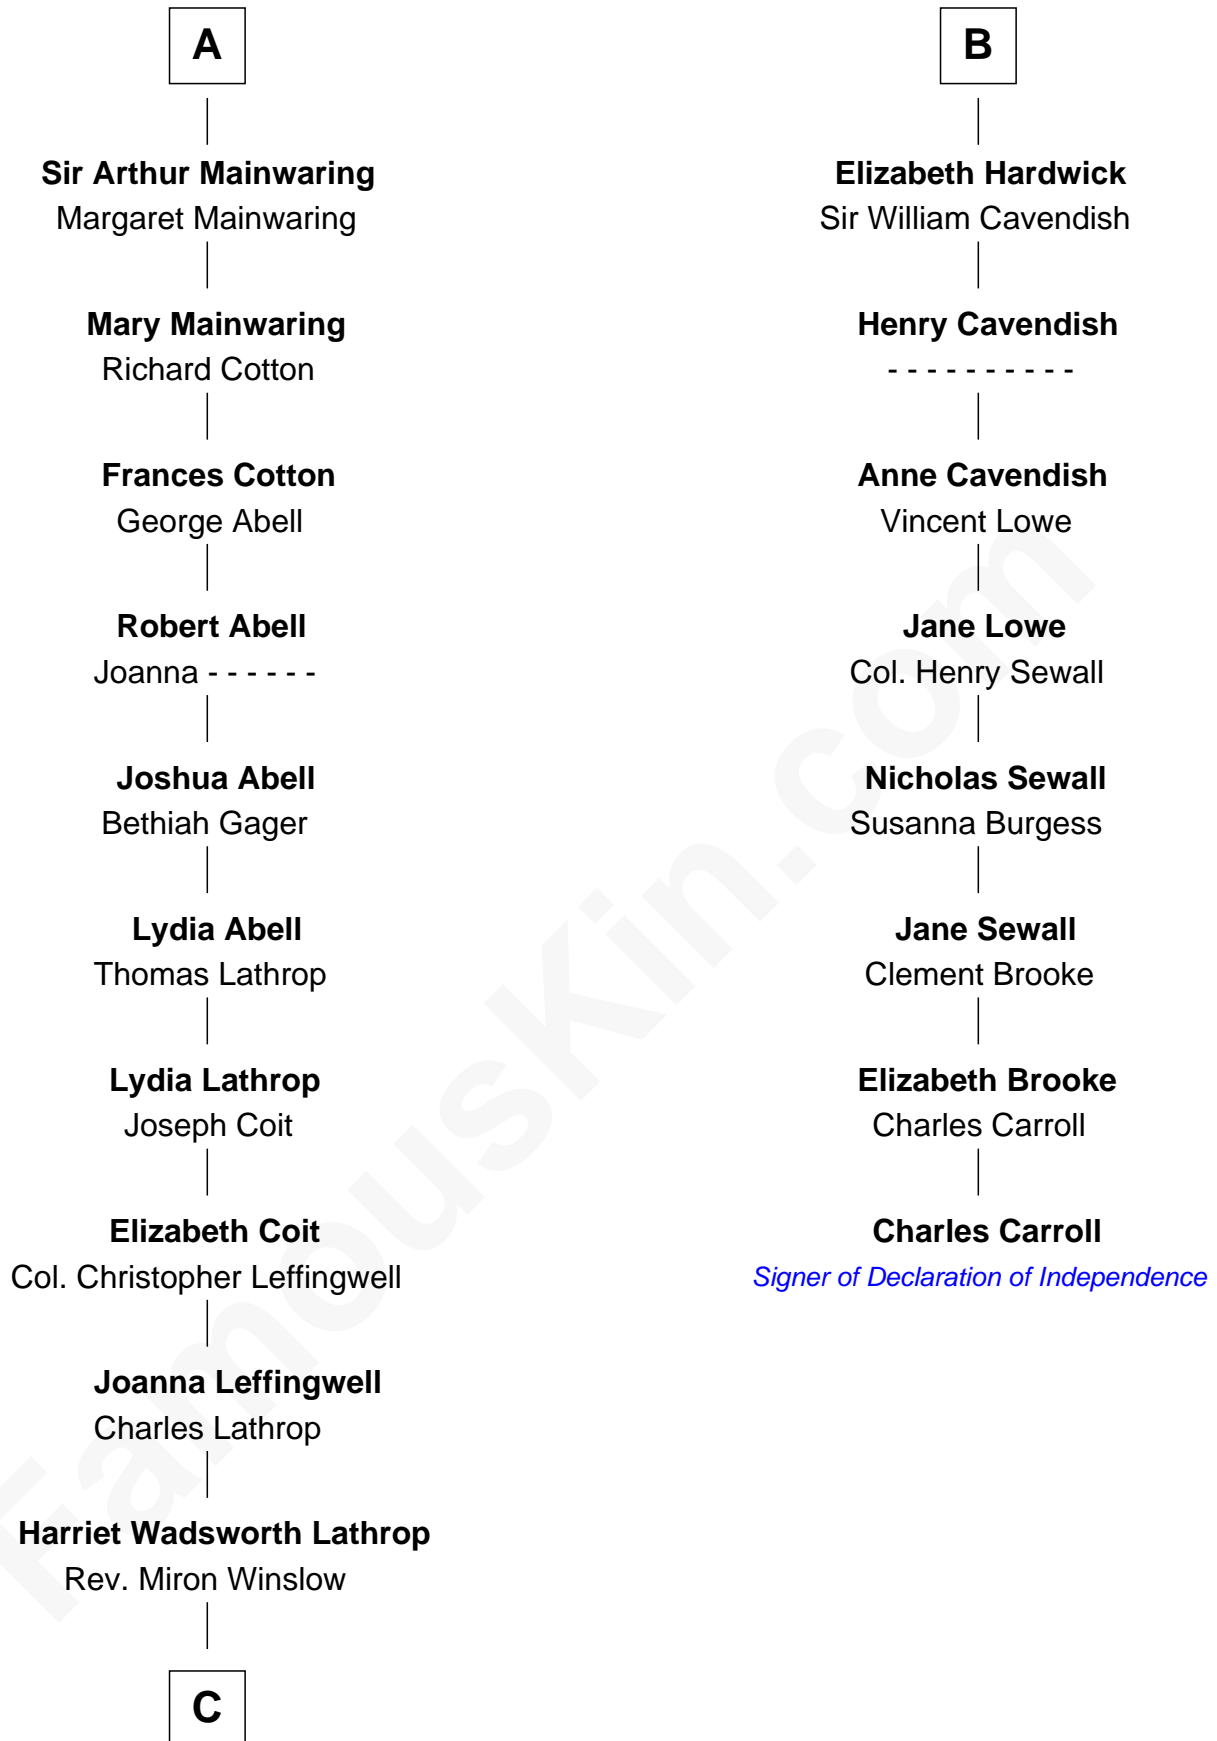 A
Sir Arthur Mainwaring
Margaret Mainwaring
Mary Mainwaring
Richard Cotton
Frances Cotton
George Abell
Robert Abell
Joanna - - - - - -
Joshua Abell
Bethiah Gager
Lydia Abell
Thomas Lathrop
Lydia Lathrop
Joseph Coit
Elizabeth Coit
Col. Christopher Leffingwell
Joanna Leffingwell
Charles Lathrop
Harriet Wadsworth Lathrop
Rev. Miron Winslow
C
B
Elizabeth Hardwick
Sir William Cavendish
Henry Cavendish
- - - - - - - - - -
Anne Cavendish
Vincent Lowe
Jane Lowe
Col. Henry Sewall
Nicholas Sewall
Susanna Burgess
Jane Sewall
Clement Brooke
Elizabeth Brooke
Charles Carroll
Charles Carroll
Signer of Declaration of Independence
FamousKin.com